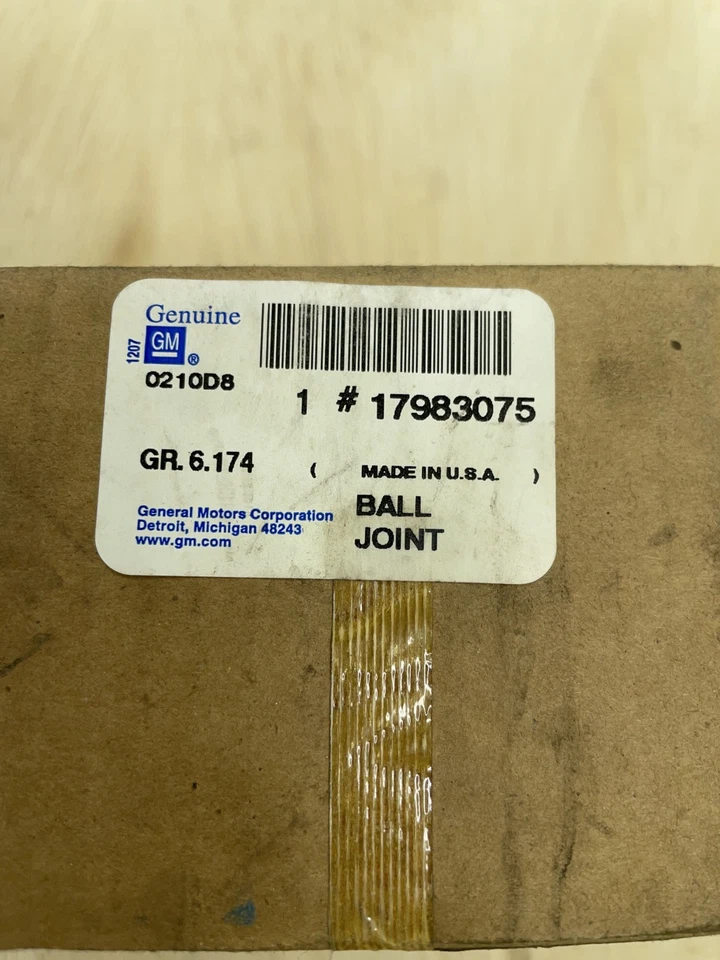 Genuine
GM ®
1207
0210D8
1 # 17983075
GR. 6.174 ( MADE IN U.S.A. )
BALL
JOINT
General Motors Corporation
Detroit, Michigan 48243
www.gm.com